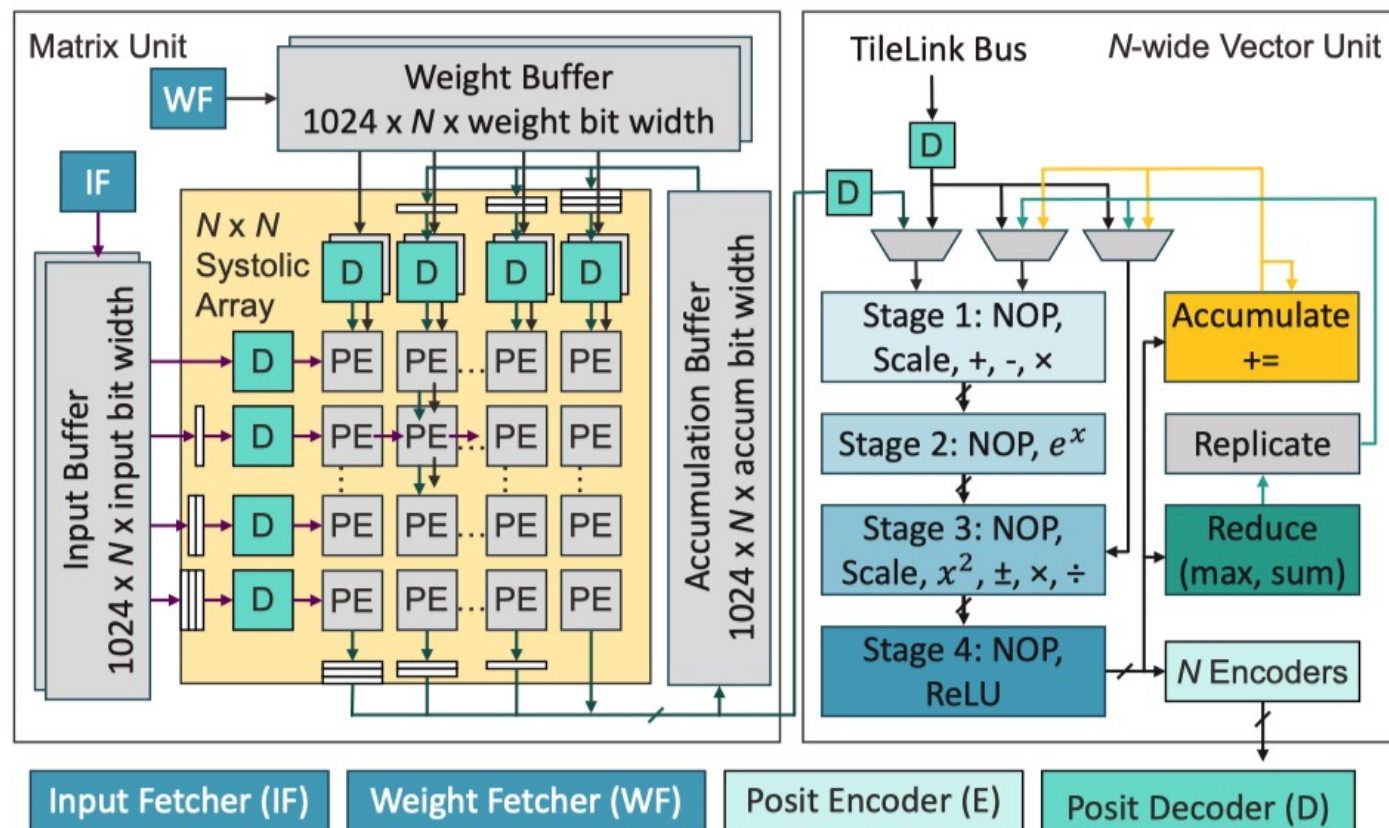 Matrix Unit
WF
Weight Buffer
1024 x N x weight bit width
IF
N x N
Systolic
Array
D
D
D
D
Input Buffer
1024 x N x input bit width
D
PE
PE
...
PE
PE
D
PE
PE
PE
PE
D
PE
PE
...
PE
PE
D
PE
PE
...
PE
PE
Accumulation Buffer
1024 x N x accum bit width
TileLink Bus
N-wide Vector Unit
D
D
Stage 1: NOP,
Scale, +, -, ×
Accumulate
+=
Stage 2: NOP, e^x
Replicate
Stage 3: NOP,
Scale, x², ±, ×, ÷
Reduce
(max, sum)
Stage 4: NOP,
ReLU
N Encoders
Input Fetcher (IF)
Weight Fetcher (WF)
Posit Encoder (E)
Posit Decoder (D)